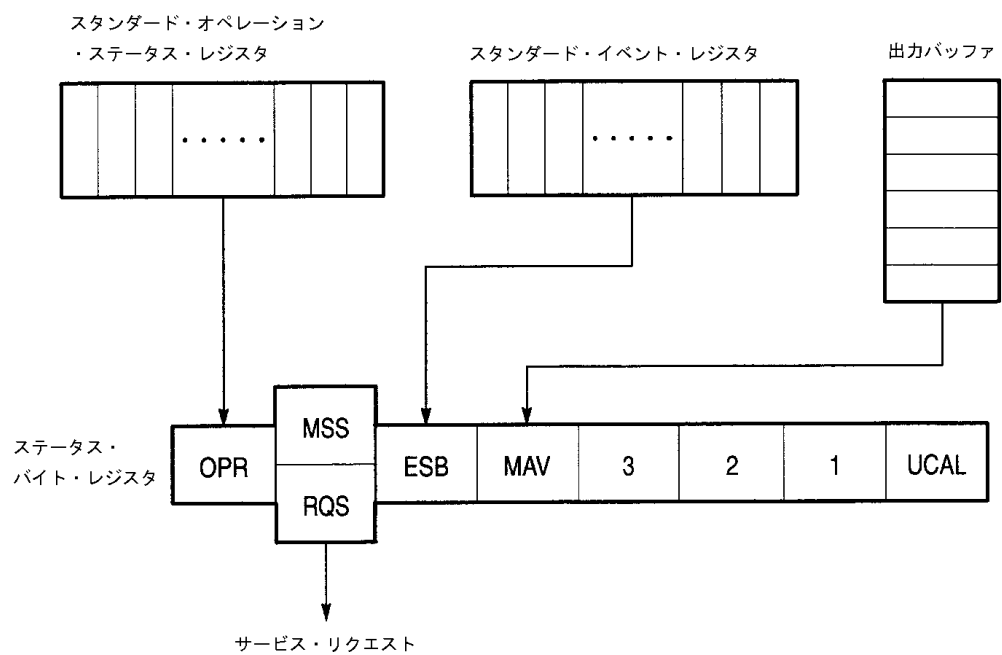 スタンダード・オペレーション
・ステータス・レジスタ
スタンダード・イベント・レジスタ
出力バッファ
・・・・・
・・・・・
ステータス・
バイト・レジスタ
OPR
MSS
RQS
ESB
MAV
3
2
1
UCAL
サービス・リクエスト